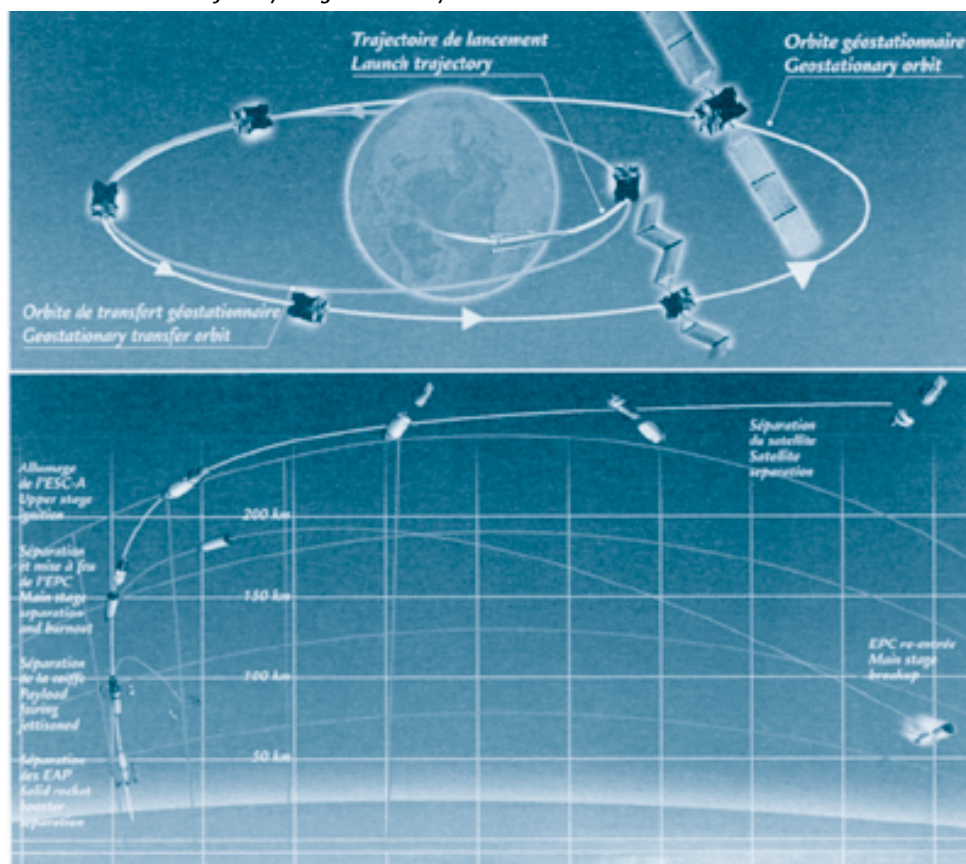 Trajectoire de lancement
Launch trajectory
Orbite géostationnaire
Geostationary orbit
Orbite de transfert géostationnaire
Geostationary transfer orbit
Séparation
du satellite
Satellite
separation
Allumage
de l'ESC-A
Upper stage
ignition
200 km
Séparation
et mise à feu
de l'EPC
Main stage
separation
and burnout
150 km
Séparation
de la coiffe
Payload
fairing
jettisoned
100 km
EPC re-entrée
Main stage
breakup
Séparation
des EAP
Solid rocket
booster
separation
50 km